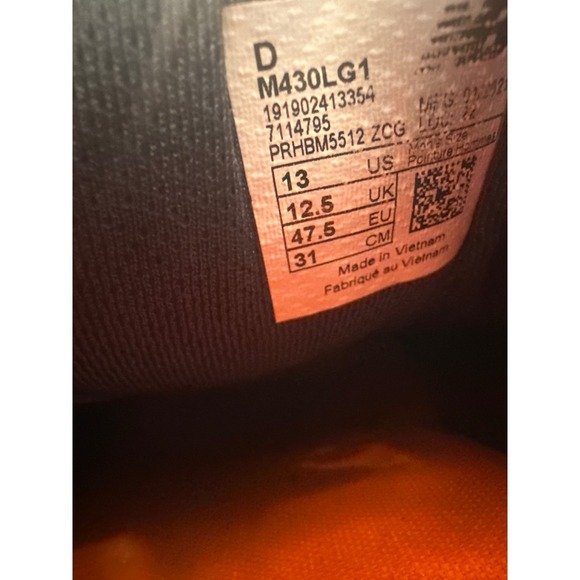 D
M430LG1
191902413354
7114795
PRHBM5512 ZCG
13 US
12.5 UK
47.5 EU
31 CM
Made in Vietnam
Fabriqué au Vietnam